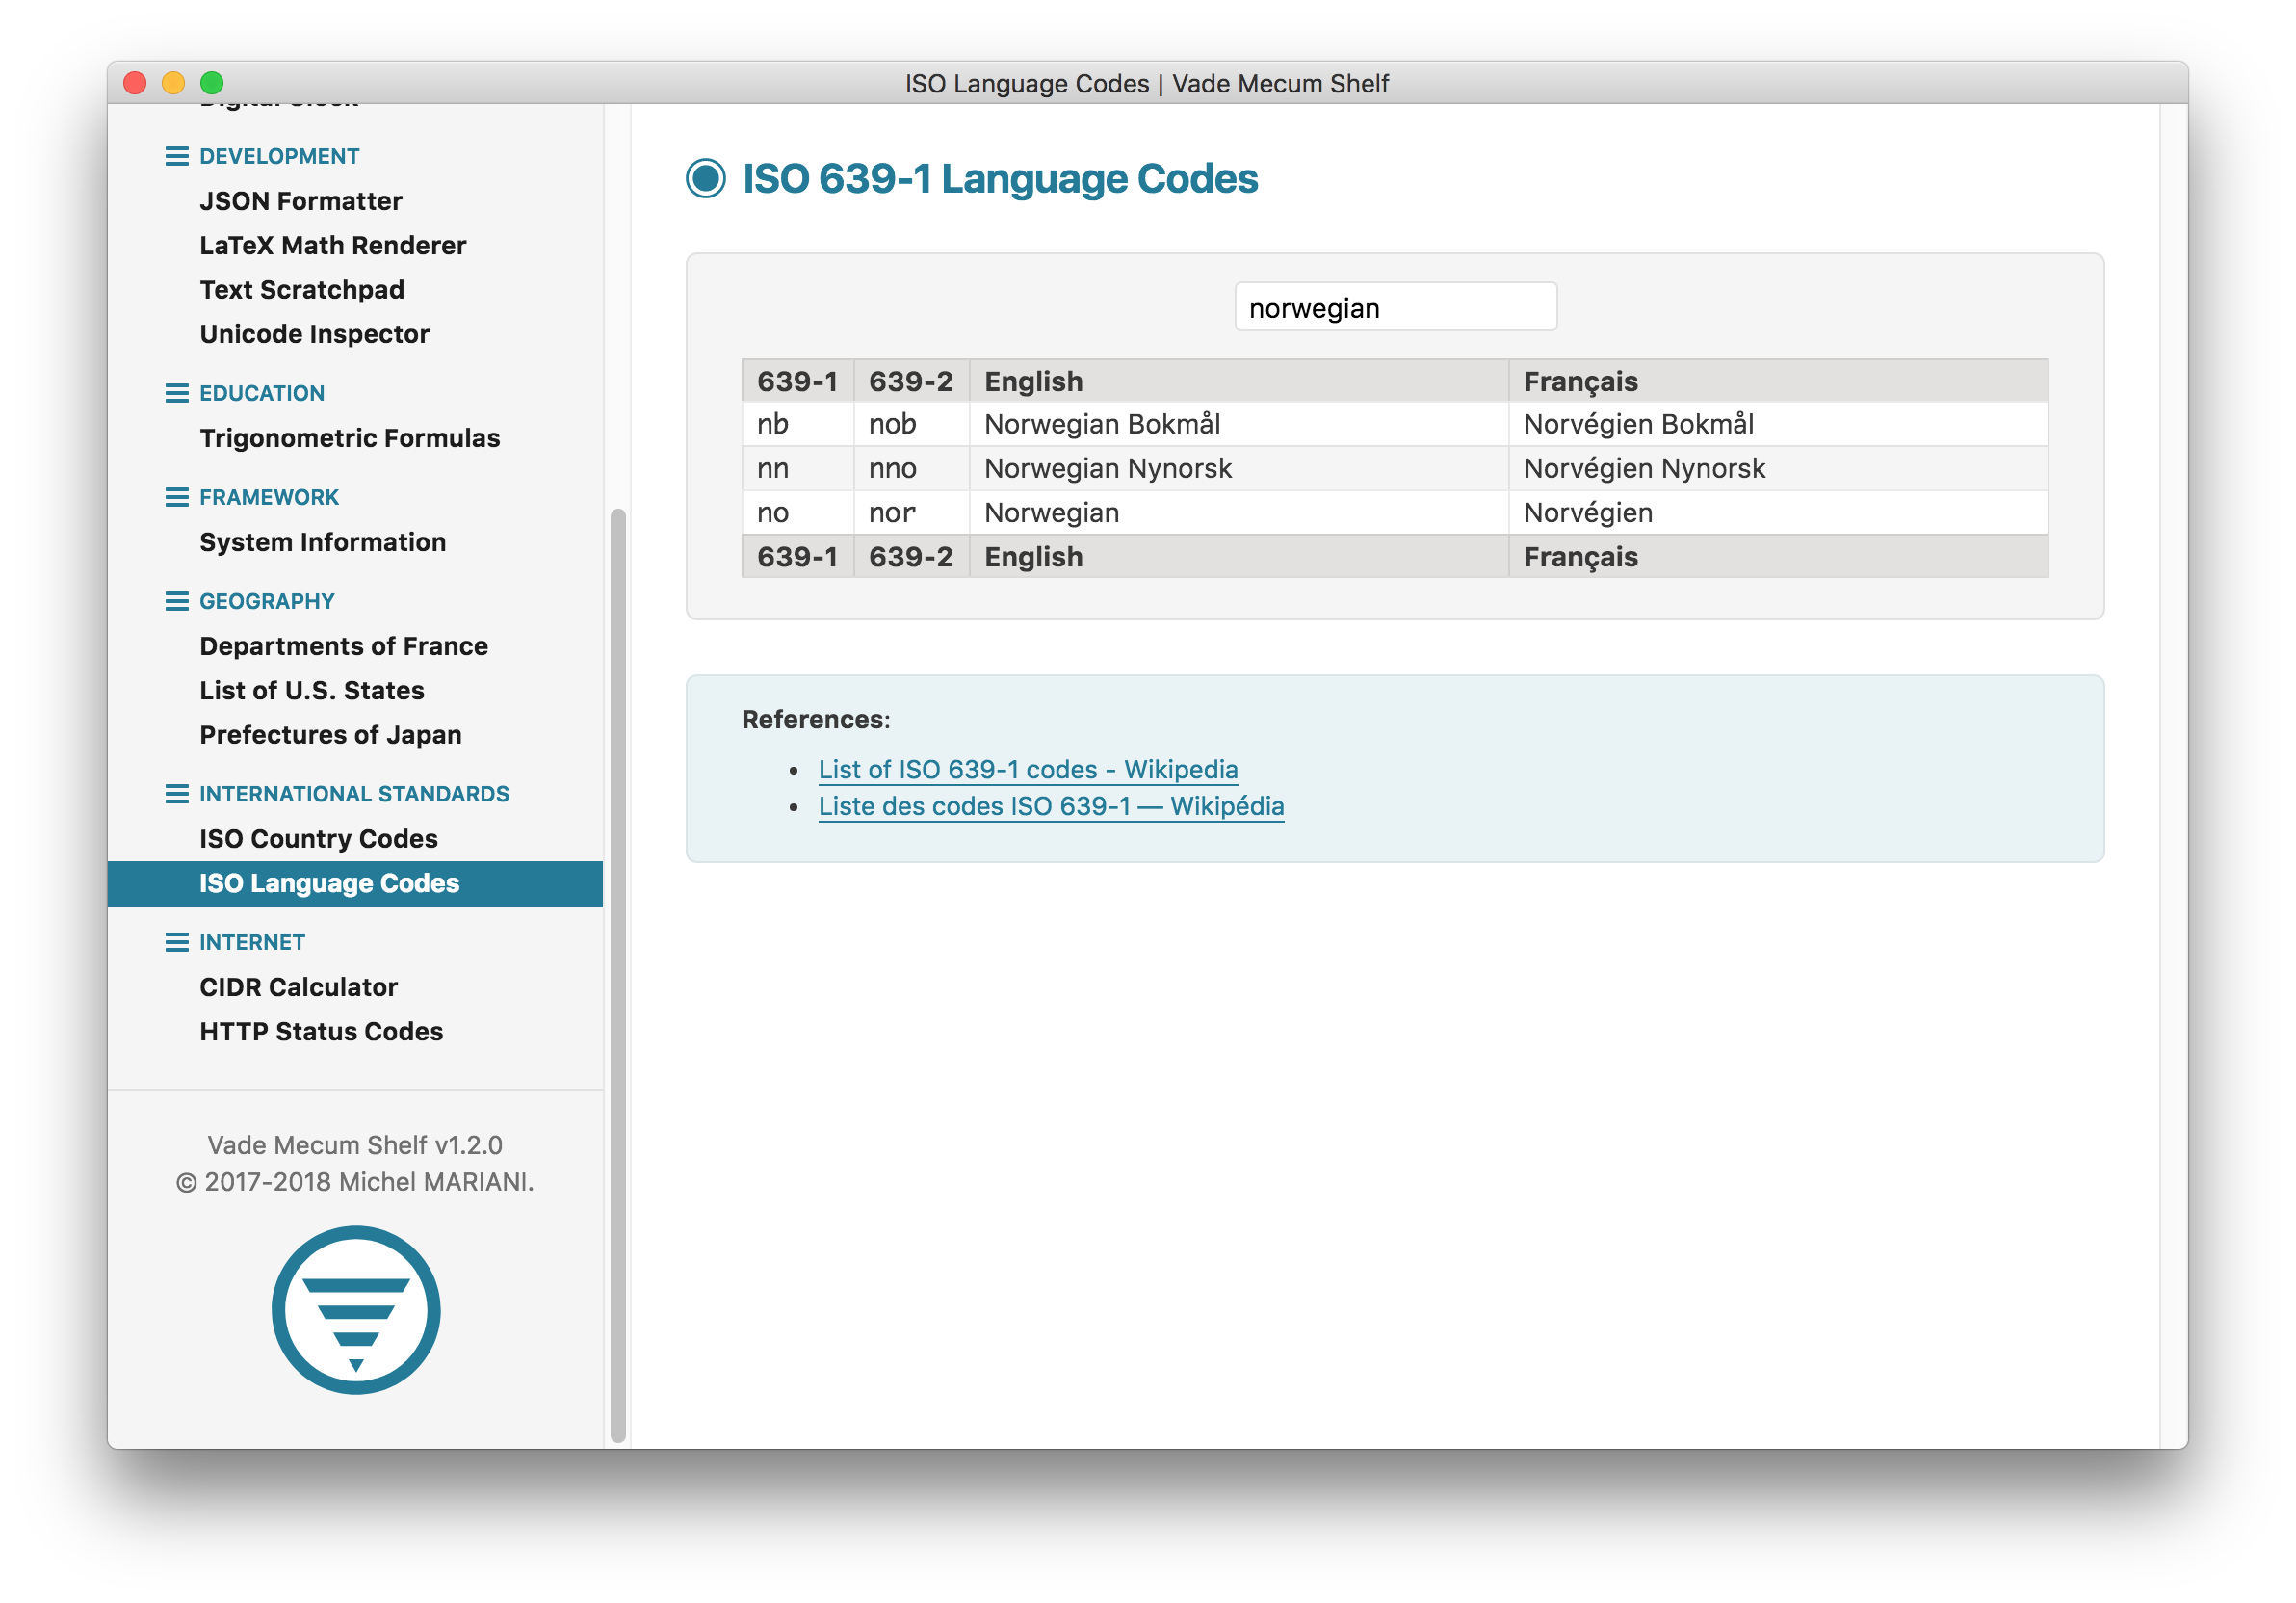 ISO Language Codes | Vade Mecum Shelf
DEVELOPMENT
JSON Formatter
LaTeX Math Renderer
Text Scratchpad
Unicode Inspector
EDUCATION
Trigonometric Formulas
FRAMEWORK
System Information
GEOGRAPHY
Departments of France
List of U.S. States
Prefectures of Japan
INTERNATIONAL STANDARDS
ISO Country Codes
ISO Language Codes
INTERNET
CIDR Calculator
HTTP Status Codes
Vade Mecum Shelf v1.2.0
© 2017-2018 Michel MARIANI.
ISO 639-1 Language Codes
norwegian
639-1 639-2 English Français
nb nob Norwegian Bokmål Norvégien Bokmål
nn nno Norwegian Nynorsk Norvégien Nynorsk
no nor Norwegian Norvégien
639-1 639-2 English Français
References:
• List of ISO 639-1 codes - Wikipedia
• Liste des codes ISO 639-1 — Wikipédia